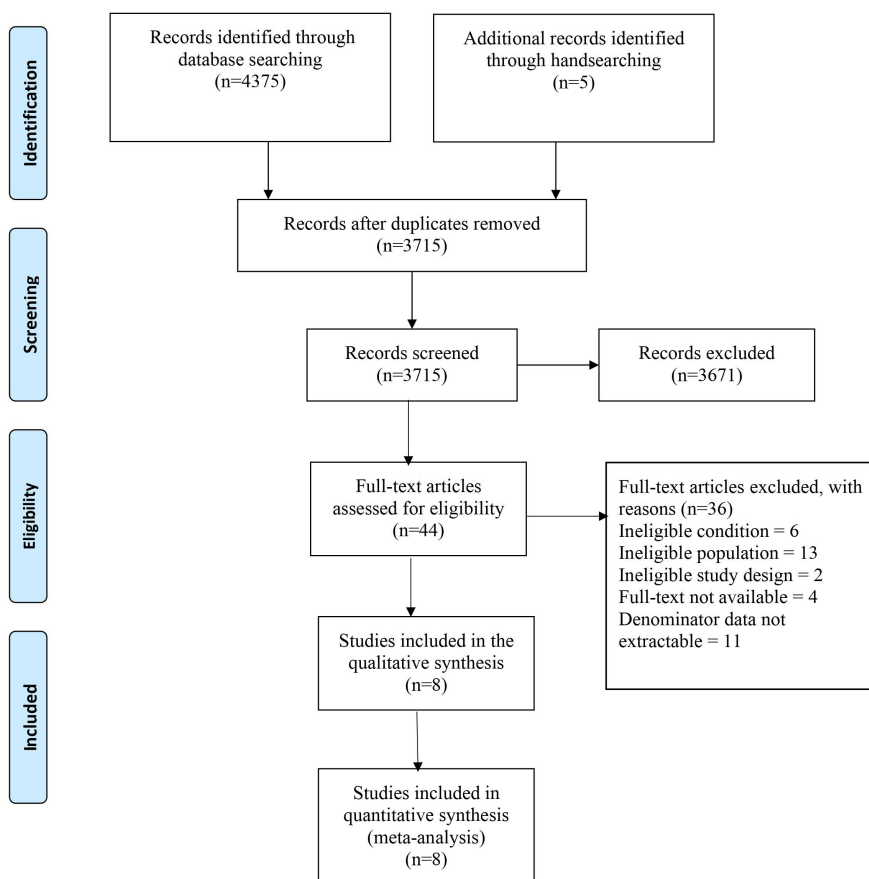 Identification
Records identified through
database searching
(n=4375)
Additional records identified
through handsearching
(n=5)
Records after duplicates removed
(n=3715)
Screening
Records screened
(n=3715)
Records excluded
(n=3671)
Eligibility
Full-text articles
assessed for eligibility
(n=44)
Full-text articles excluded, with
reasons (n=36)
Ineligible condition = 6
Ineligible population = 13
Ineligible study design = 2
Full-text not available = 4
Denominator data not
extractable = 11
Included
Studies included in the
qualitative synthesis
(n=8)
Studies included in
quantitative synthesis
(meta-analysis)
(n=8)